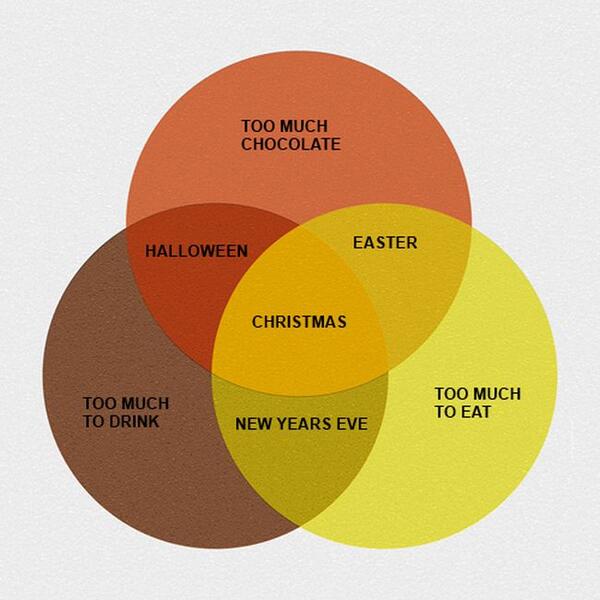 TOO MUCH
CHOCOLATE
HALLOWEEN
EASTER
CHRISTMAS
TOO MUCH
TO DRINK
NEW YEARS EVE
TOO MUCH
TO EAT